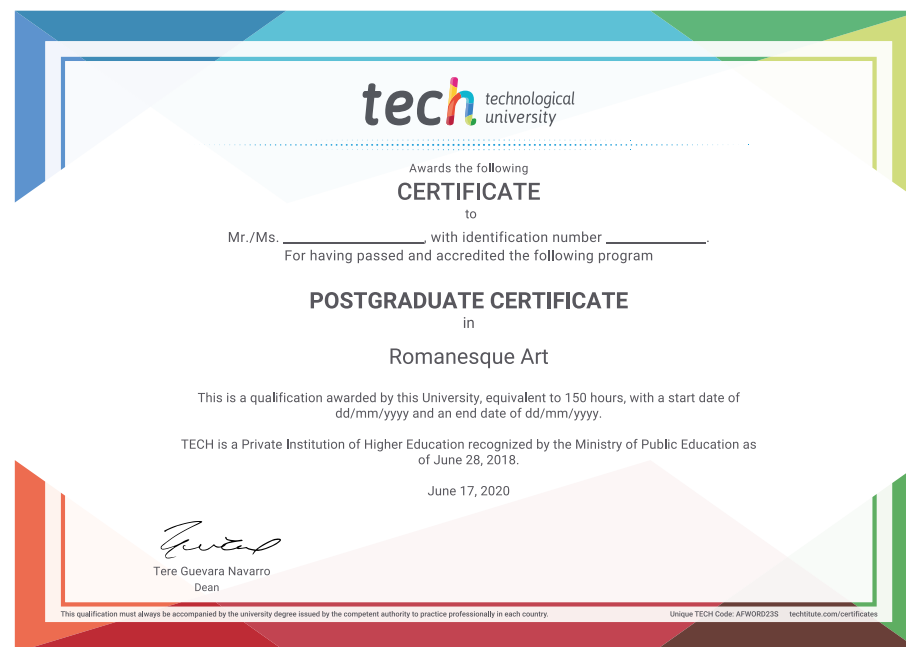 tech technological
university
Awards the following
CERTIFICATE
to
Mr./Ms. ____________________, with identification number ______________.
For having passed and accredited the following program
POSTGRADUATE CERTIFICATE
in
Romanesque Art
This is a qualification awarded by this University, equivalent to 150 hours, with a start date of
dd/mm/yyyy and an end date of dd/mm/yyyy.
TECH is a Private Institution of Higher Education recognized by the Ministry of Public Education as
of June 28, 2018.
June 17, 2020
Tere Guevara Navarro
Dean
This qualification must always be accompanied by the university degree issued by the competent authority to practice professionally in each country. Unique TECH Code: AFWORD23S techtitute.com/certificates